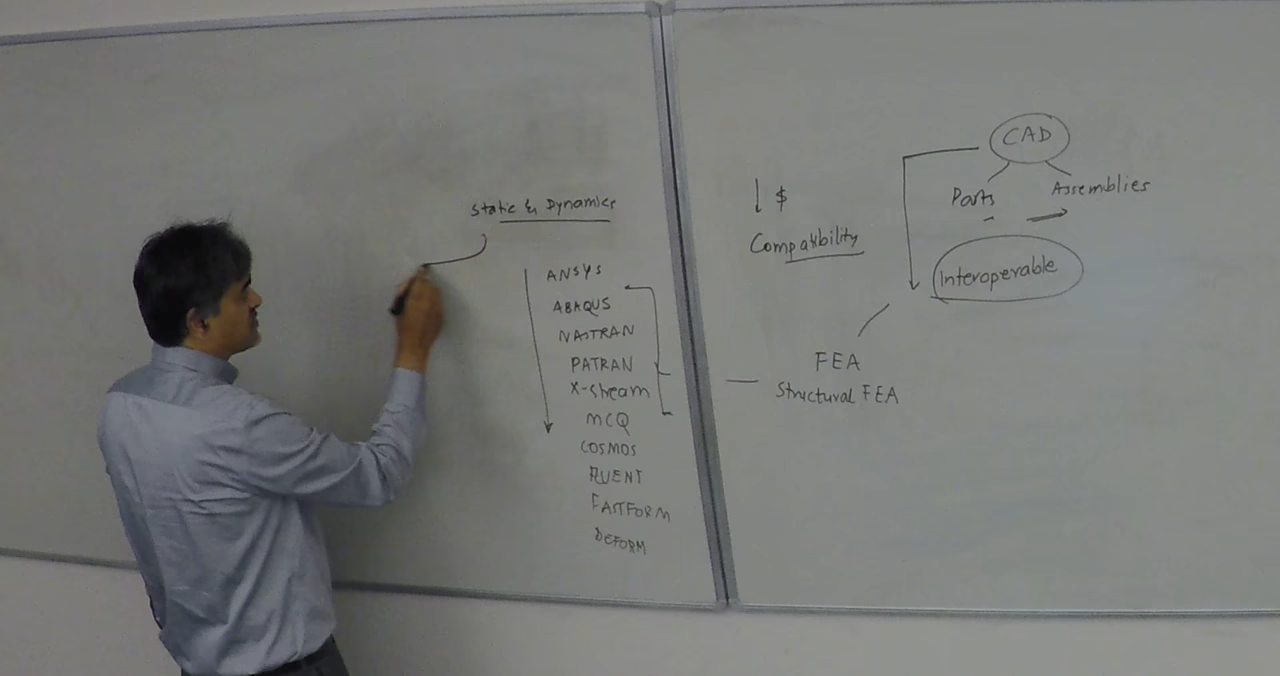 Static & Dynamics
ANSYS
ABAQUS
NASTRAN
PATRAN
X-stream
MCQ
COSMOS
FLUENT
FASTFORM
DEFORM
$
Compatibility
CAD
Parts
Assemblies
Interoperable
FEA
Structural FEA